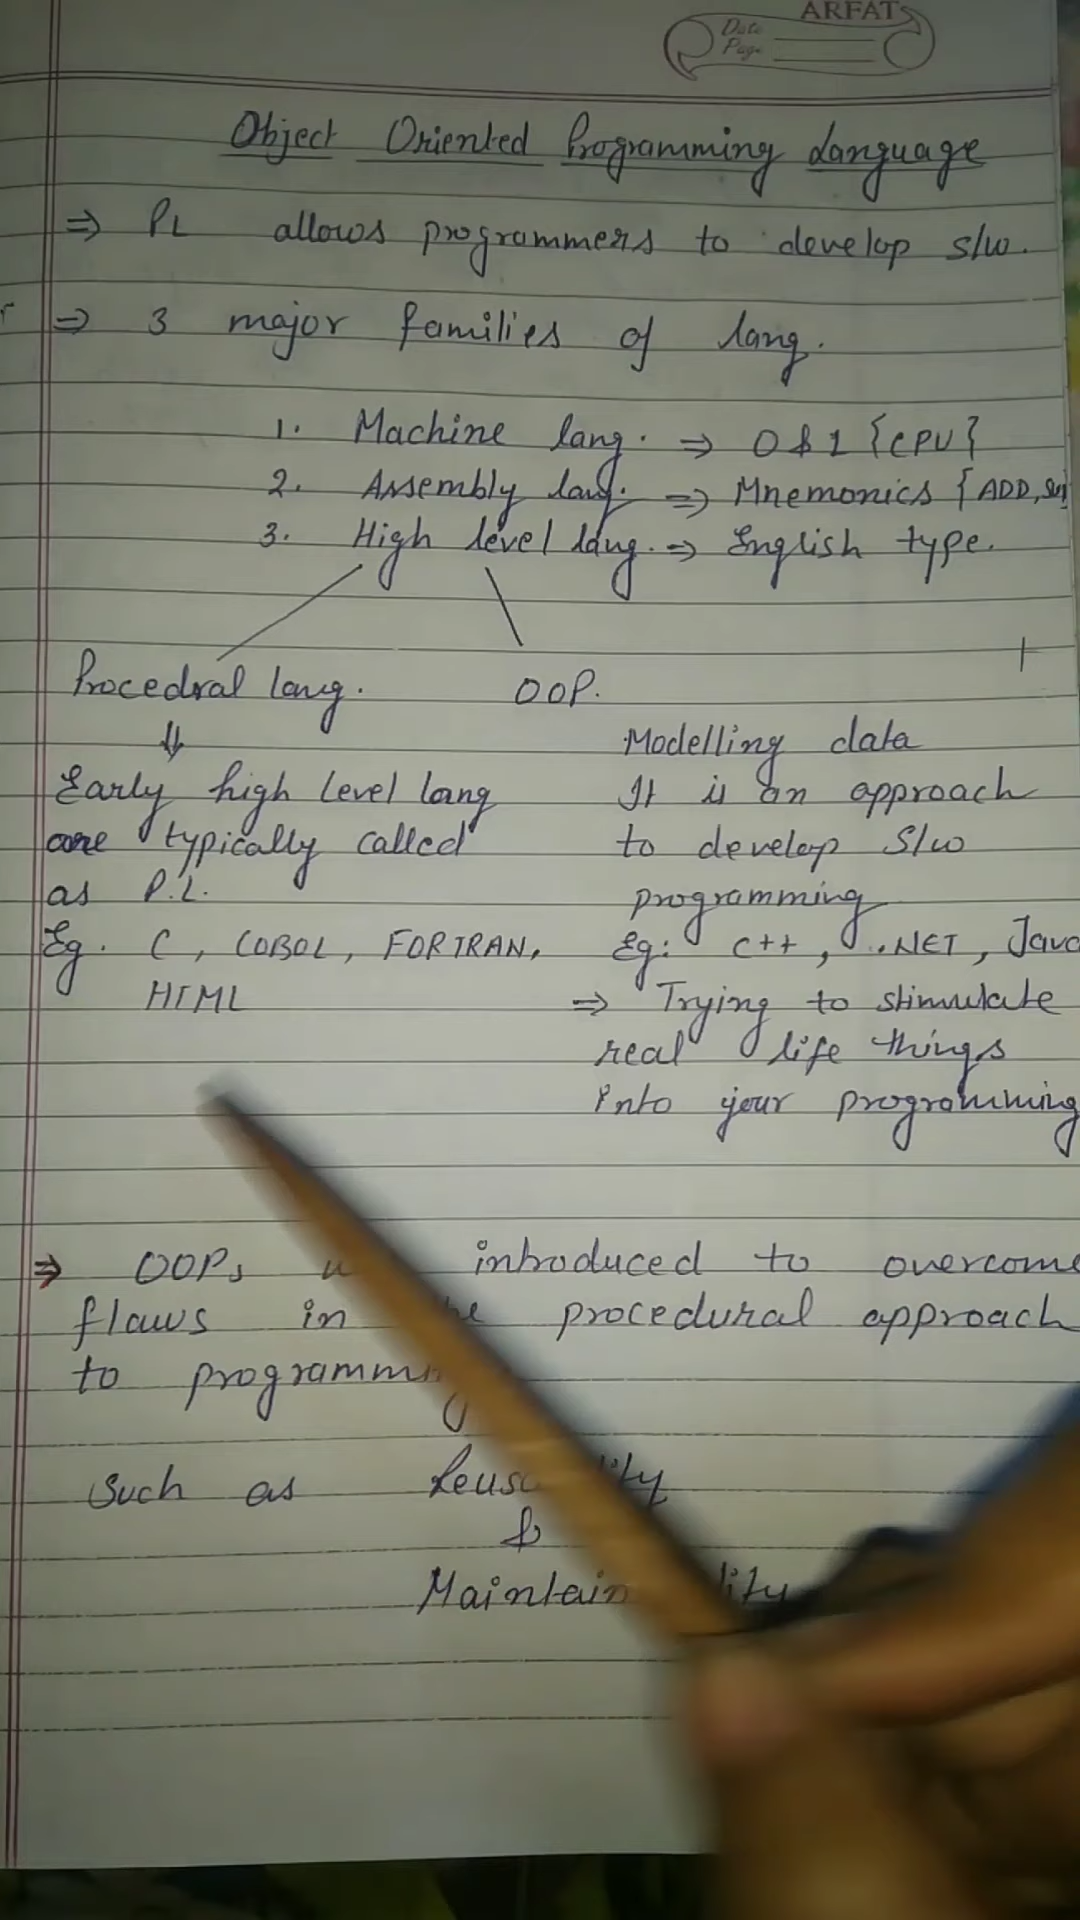 ARFAT
Date
Page
Object Oriented Programming Language
⇒ PL allows programmers to develop s/w.
⇒ 3 major families of lang.
1. Machine lang. ⇒ 0 & 1 {CPU}
2. Assembly lang. ⇒ Mnemonics {ADD,
3. High level lang. ⇒ English type.
Procedral lang. OOP.
⇓
Modelling data
Early high level lang
are typically called
as P.L.
Eg. C, COBOL, FORTRAN,
HTML
It is an approach
to develop S/w
programming
Eg: C++, .NET, Java
⇒ Trying to stimulate
real life things
into your programming
⇒ OOPs introduced to overcome
flaws in procedural approach
to
such as
&